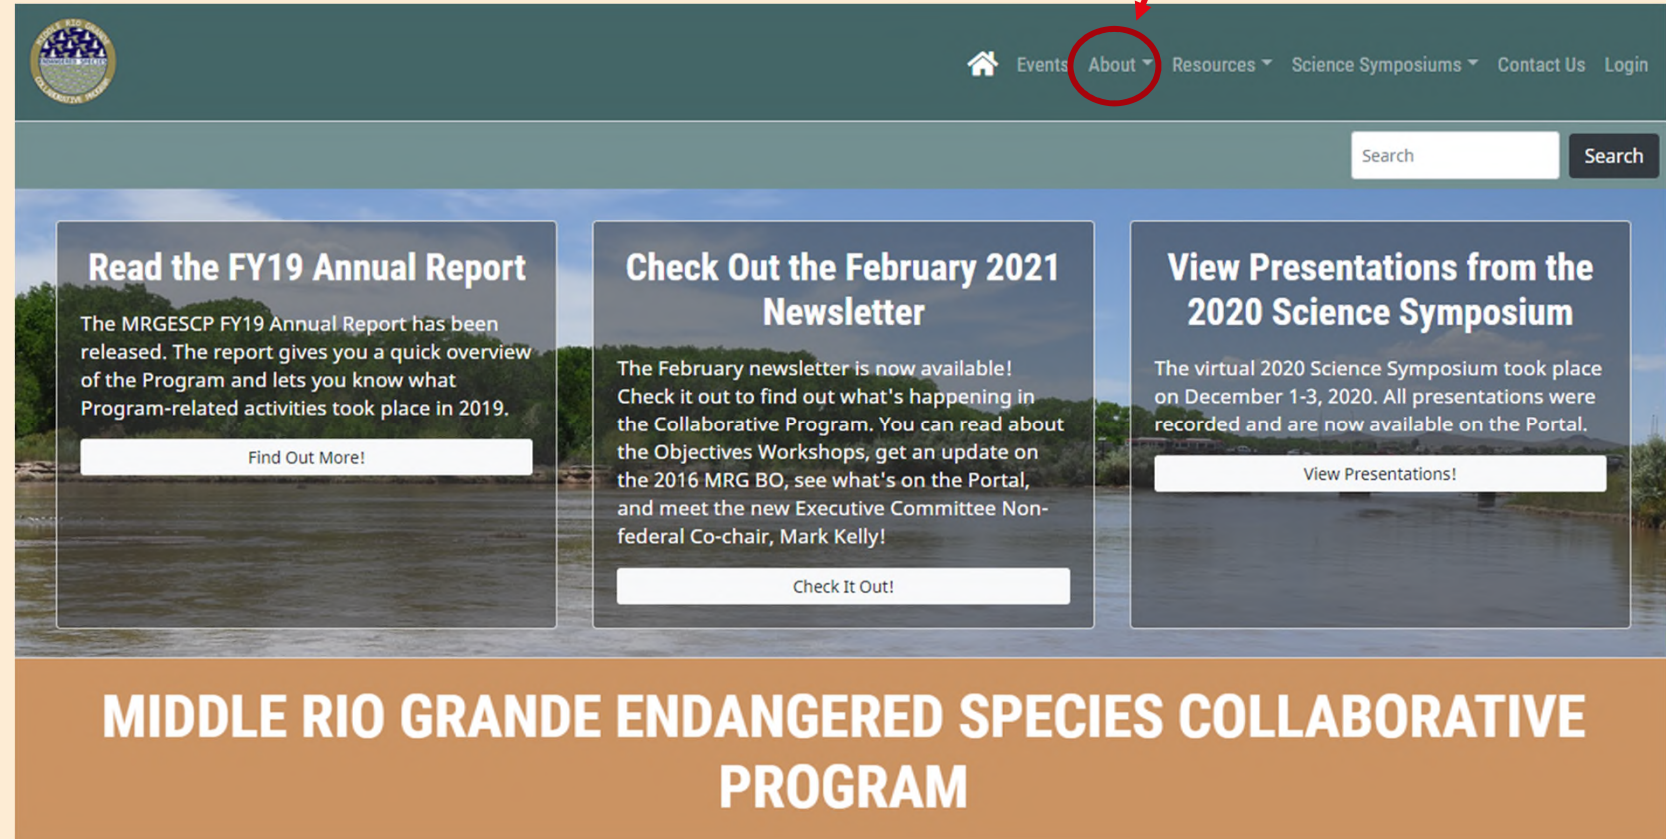 MIDDLE RIO GRANDE
ENDANGERED SPECIES
COLLABORATIVE PROGRAM
Events About Resources Science Symposiums Contact Us Login
Search Search
Read the FY19 Annual Report
The MRGESCP FY19 Annual Report has been
released. The report gives you a quick overview
of the Program and lets you know what
Program-related activities took place in 2019.
Find Out More!
Check Out the February 2021
Newsletter
The February newsletter is now available!
Check it out to find out what's happening in
the Collaborative Program. You can read about
the Objectives Workshops, get an update on
the 2016 MRG BO, see what's on the Portal,
and meet the new Executive Committee Non-
federal Co-chair, Mark Kelly!
Check It Out!
View Presentations from the
2020 Science Symposium
The virtual 2020 Science Symposium took place
on December 1-3, 2020. All presentations were
recorded and are now available on the Portal.
View Presentations!
MIDDLE RIO GRANDE ENDANGERED SPECIES COLLABORATIVE
PROGRAM